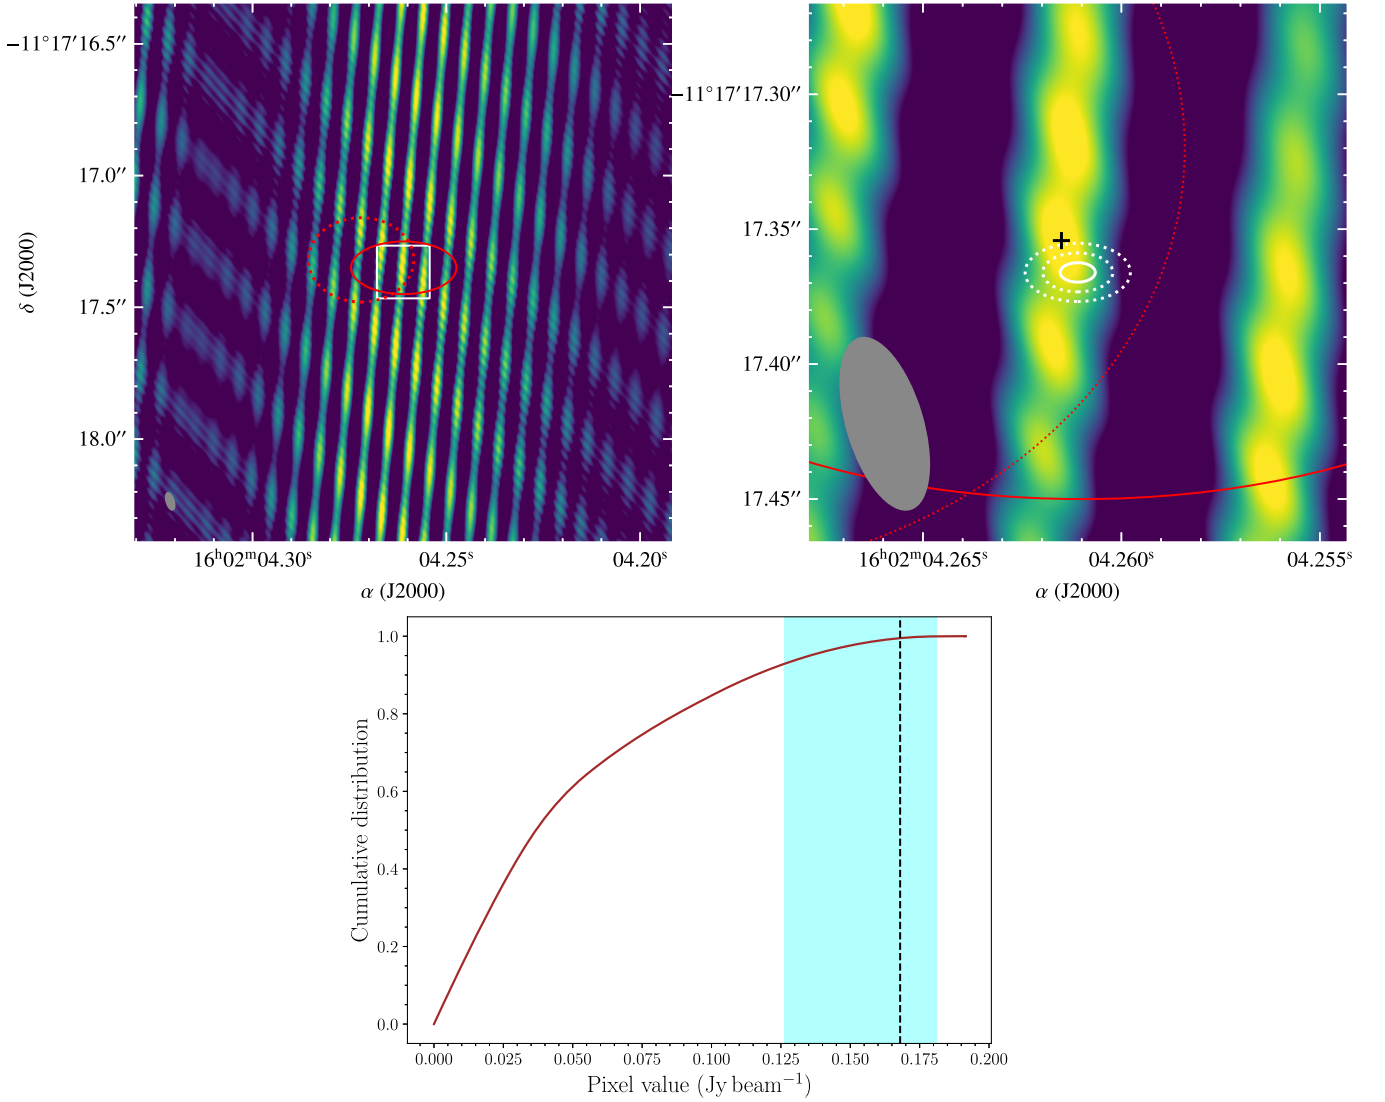 −11°17′16.5″
17.0″
17.5″
18.0″
δ (J2000)
16ʰ02ᵐ04.30ˢ
04.25ˢ
04.20ˢ
α (J2000)
−11°17′17.30″
17.35″
17.40″
17.45″
16ʰ02ᵐ04.265ˢ
04.260ˢ
04.255ˢ
α (J2000)
1.0
0.8
0.6
0.4
0.2
0.0
Cumulative distribution
0.000
0.025
0.050
0.075
0.100
0.125
0.150
0.175
0.200
Pixel value (Jy beam⁻¹)